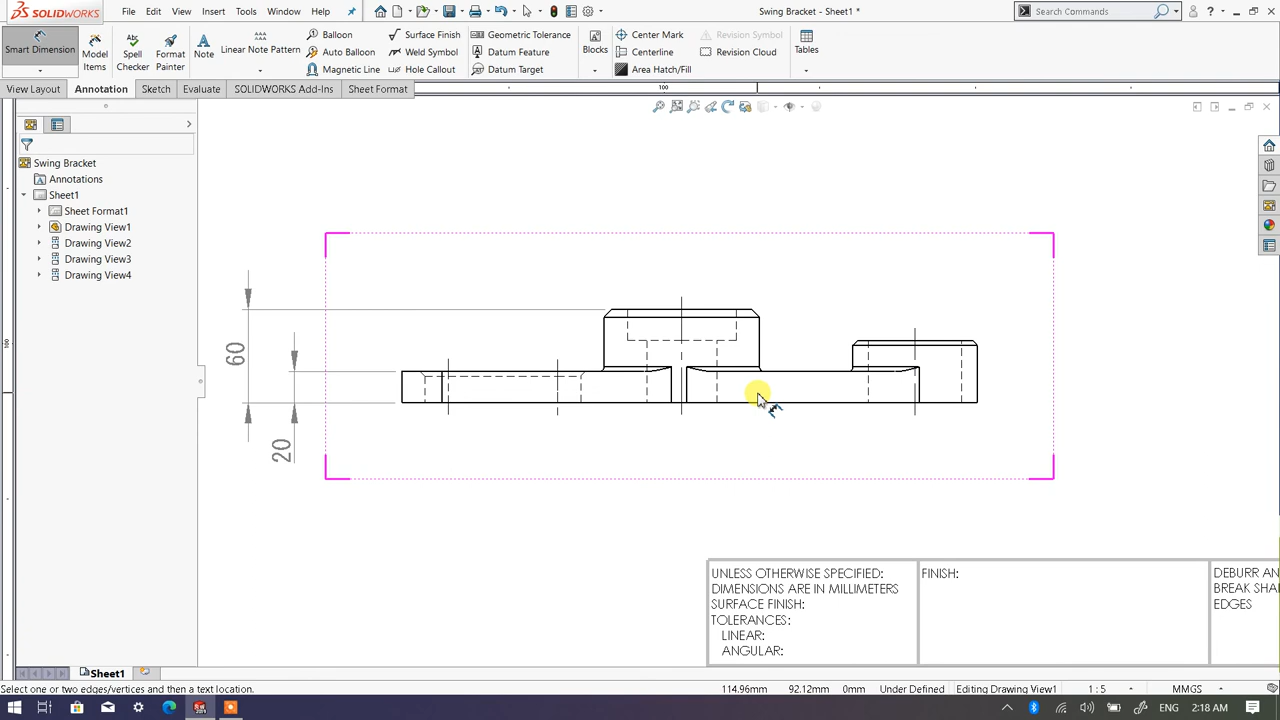 SOLIDWORKS
File
Edit
View
Insert
Tools
Window
Help
Swing Bracket - Sheet1 *
Search Commands
Smart Dimension
Model Items
Spell Checker
Format Painter
Note
Linear Note Pattern
Balloon
Auto Balloon
Magnetic Line
Surface Finish
Weld Symbol
Hole Callout
Geometric Tolerance
Datum Feature
Datum Target
Blocks
Center Mark
Centerline
Area Hatch/Fill
Revision Symbol
Revision Cloud
Tables
View Layout
Annotation
Sketch
Evaluate
SOLIDWORKS Add-Ins
Sheet Format
100
Swing Bracket
Annotations
Sheet1
Sheet Format1
Drawing View1
Drawing View2
Drawing View3
Drawing View4
60
20
UNLESS OTHERWISE SPECIFIED:
DIMENSIONS ARE IN MILLIMETERS
SURFACE FINISH:
TOLERANCES:
LINEAR:
ANGULAR:
FINISH:
DEBURR AN
BREAK SHA
EDGES
Sheet1
Select one or two edges/vertices and then a text location.
114.96mm
92.12mm
0mm
Under Defined
Editing Drawing View1
1 : 5
MMGS
ENG
2:18 AM